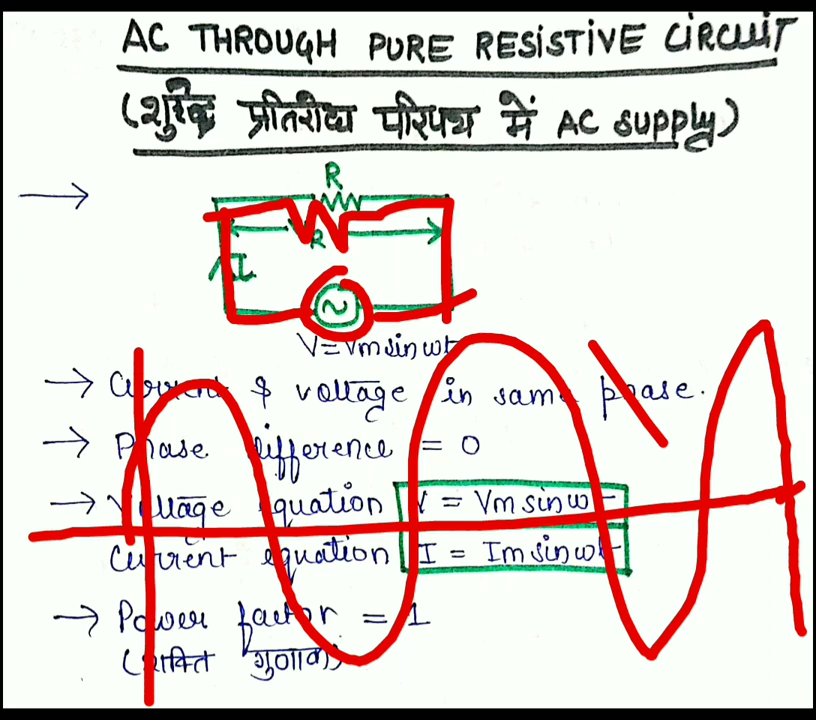 AC THROUGH PURE RESISTIVE CIRCUIT
(शुद्ध प्रतिरोध परिपथ में AC supply)
→
R
R
I
~
V=Vmsinωt
→ Current & voltage in same phase.
→ Phase difference = 0
→ Voltage equation V = Vmsinωt
Current equation I = Imsinωt
→ Power factor = 1
(शक्ति गुणांक)